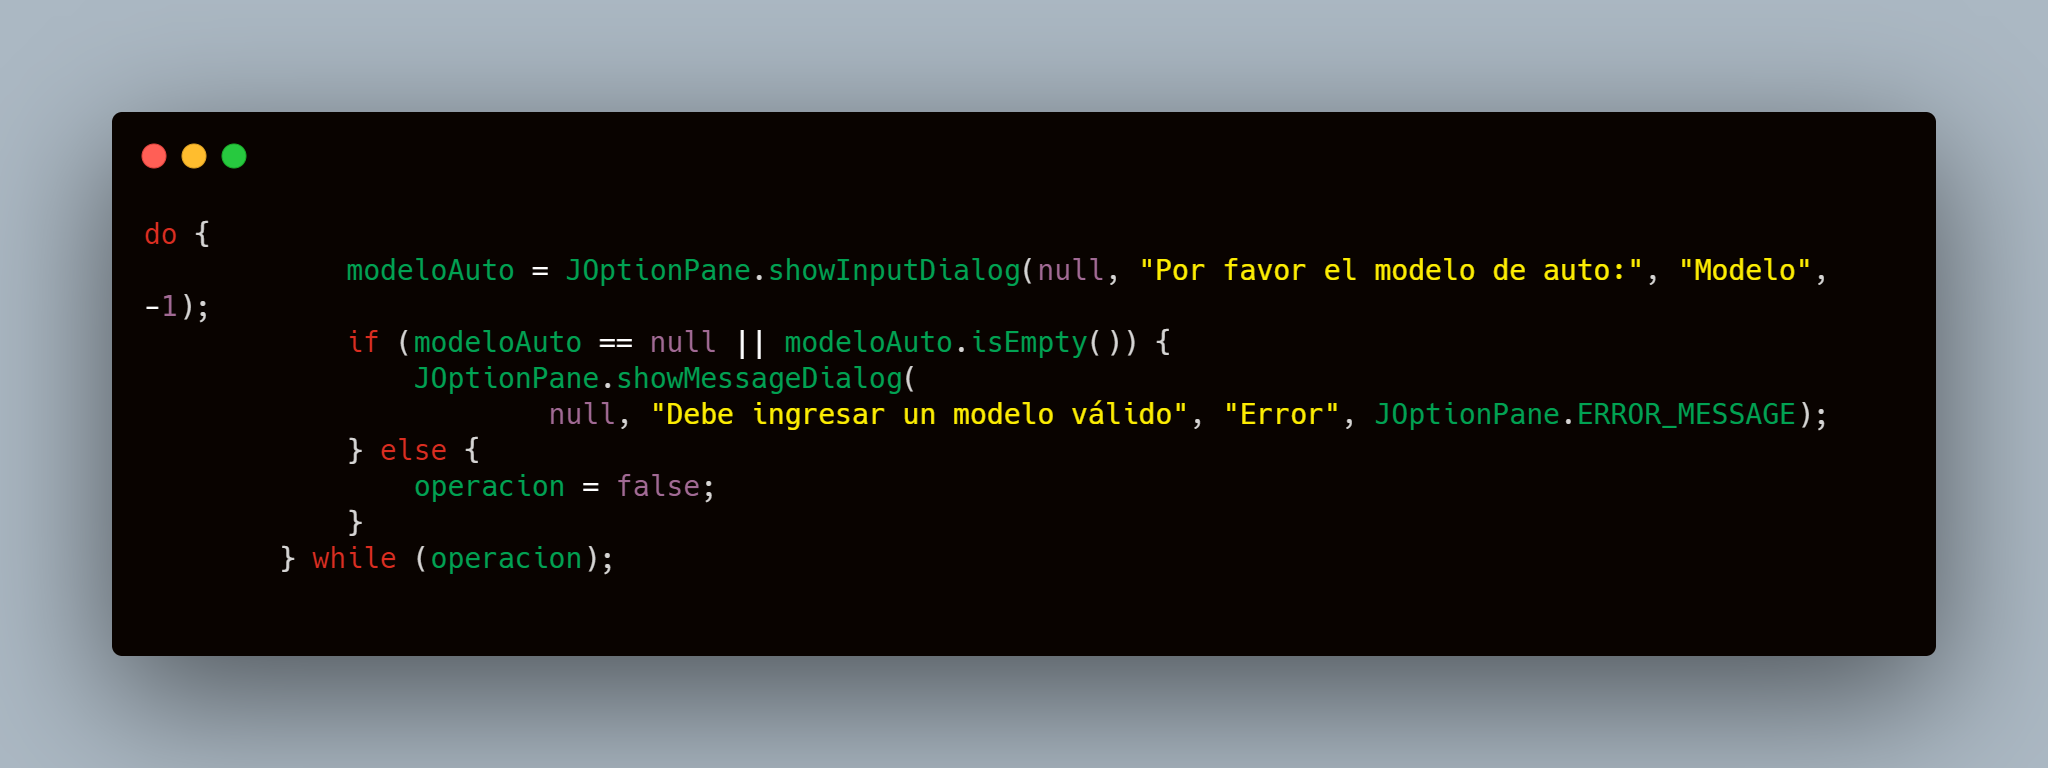 do {
            modeloAuto = JOptionPane.showInputDialog(null, "Por favor el modelo de auto:", "Modelo",
-1);
            if (modeloAuto == null || modeloAuto.isEmpty()) {
                JOptionPane.showMessageDialog(
                        null, "Debe ingresar un modelo válido", "Error", JOptionPane.ERROR_MESSAGE);
            } else {
                operacion = false;
            }
        } while (operacion);